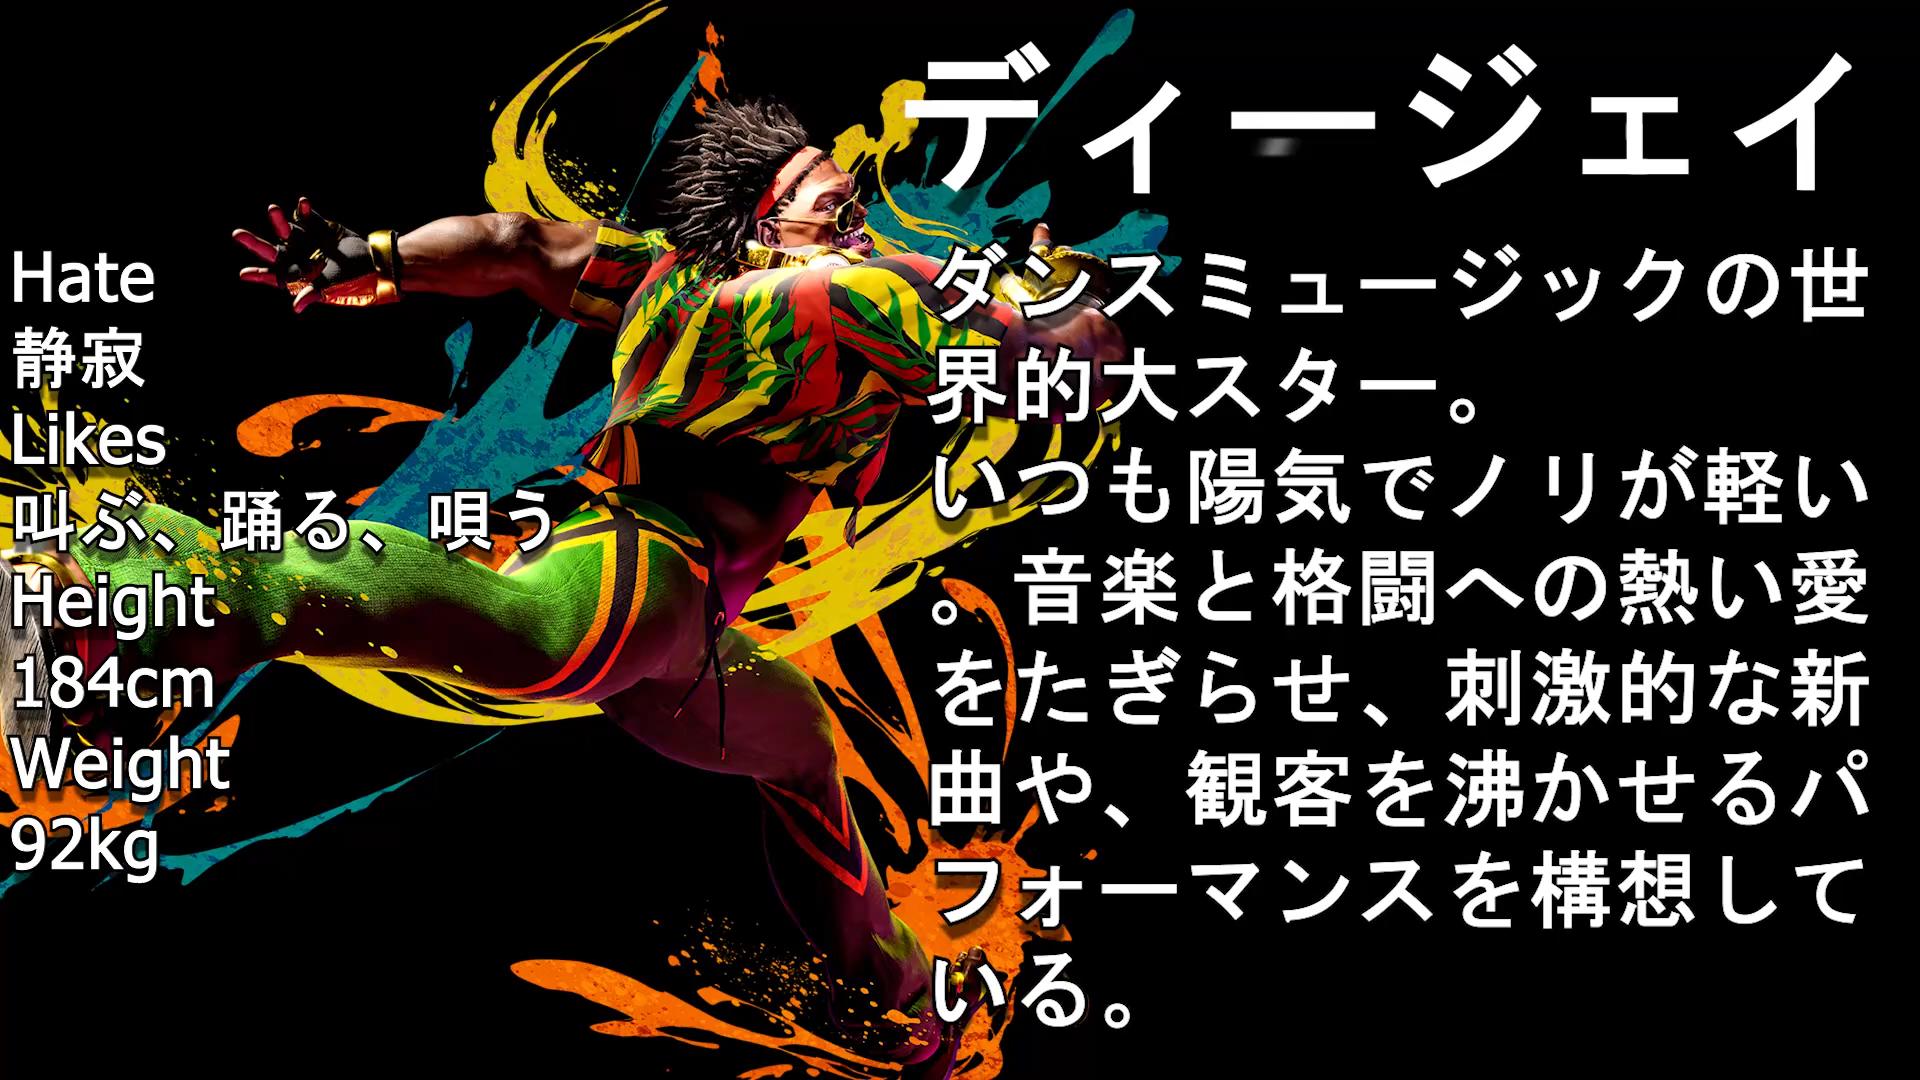 ディージェイ
Hate
静寂
Likes
叫ぶ、踊る、唄う
Height
184cm
Weight
92kg
ダンスミュージックの世
界的大スター。
いつも陽気でノリが軽い
。音楽と格闘への熱い愛
をたぎらせ、刺激的な新
曲や、観客を沸かせるパ
フォーマンスを構想して
いる。